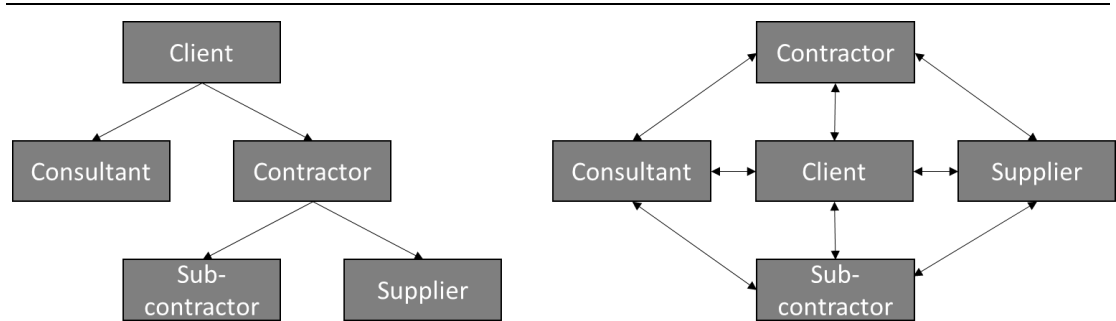 Client
Consultant
Contractor
Sub-
contractor
Supplier
Contractor
Consultant
Client
Supplier
Sub-
contractor